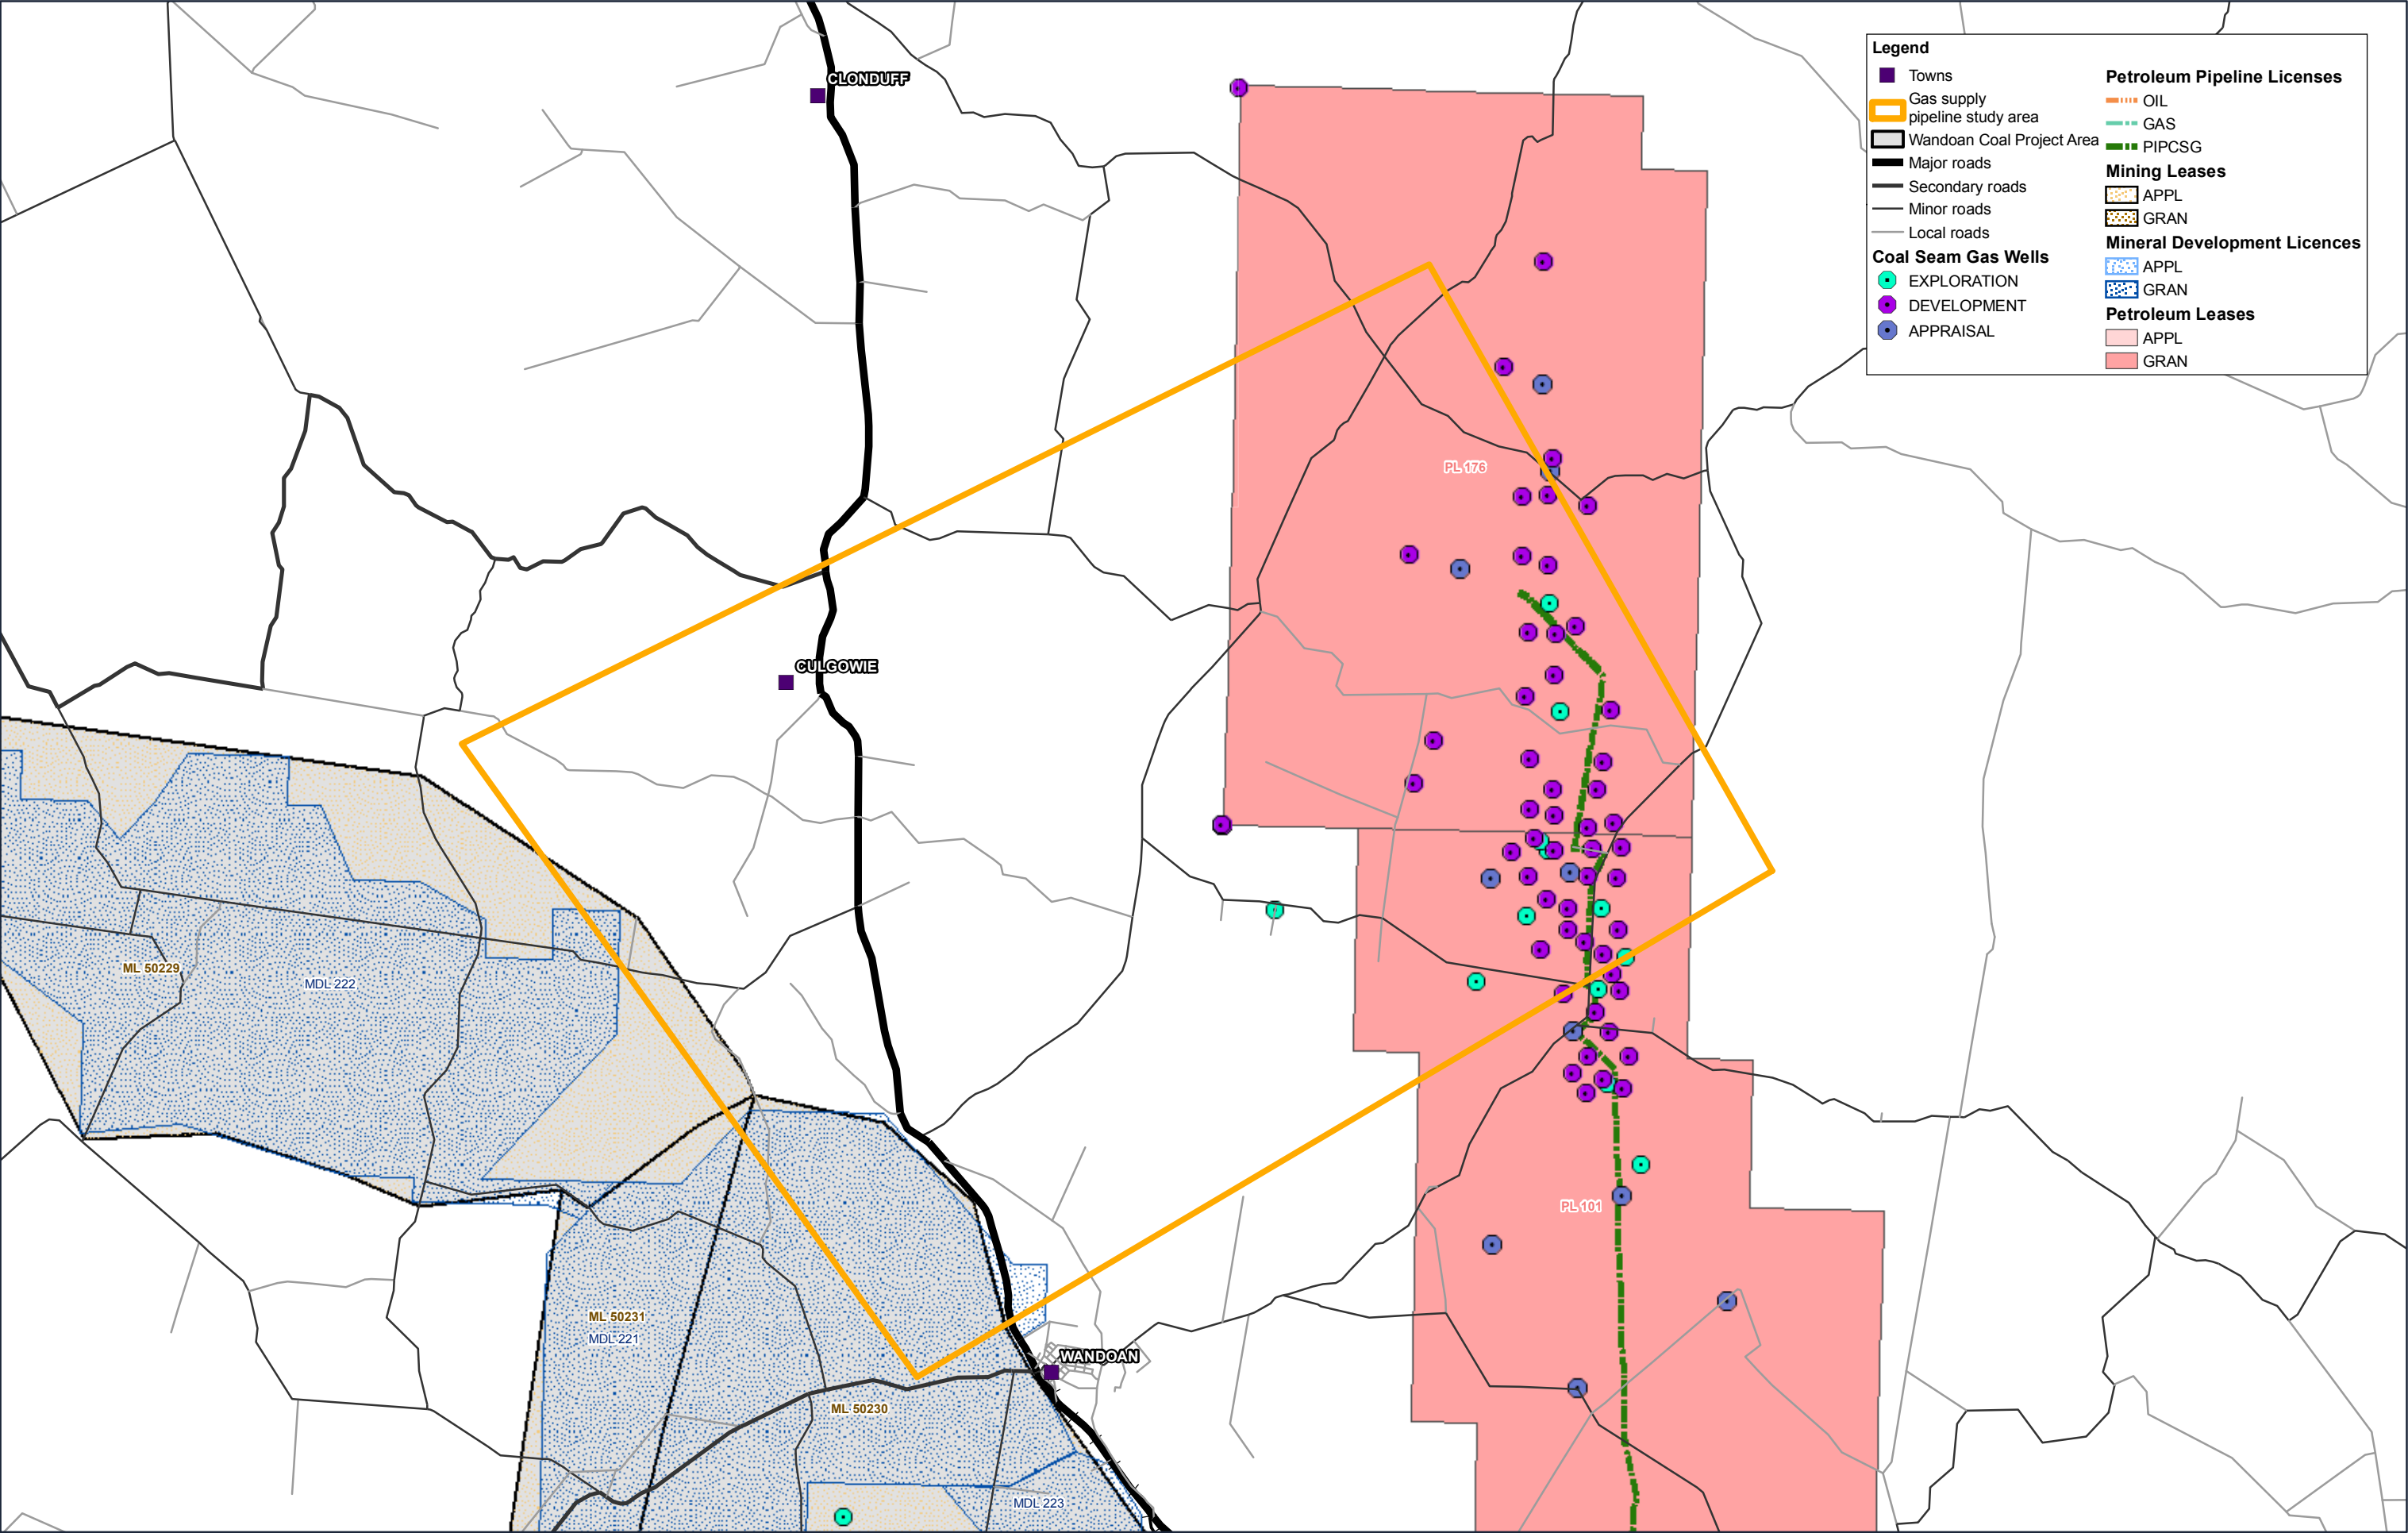 CLONDUFF
CULGOWIE
PL 176
ML 50229
MDL 222
PL 101
ML 50231
MDL 221
WANDOAN
ML 50230
MDL 223
Legend
Towns
Gas supply
pipeline study area
Wandoan Coal Project Area
Major roads
Secondary roads
Minor roads
Local roads
Coal Seam Gas Wells
EXPLORATION
DEVELOPMENT
APPRAISAL
Petroleum Pipeline Licenses
OIL
GAS
PIPCSG
Mining Leases
APPL
GRAN
Mineral Development Licences
APPL
GRAN
Petroleum Leases
APPL
GRAN